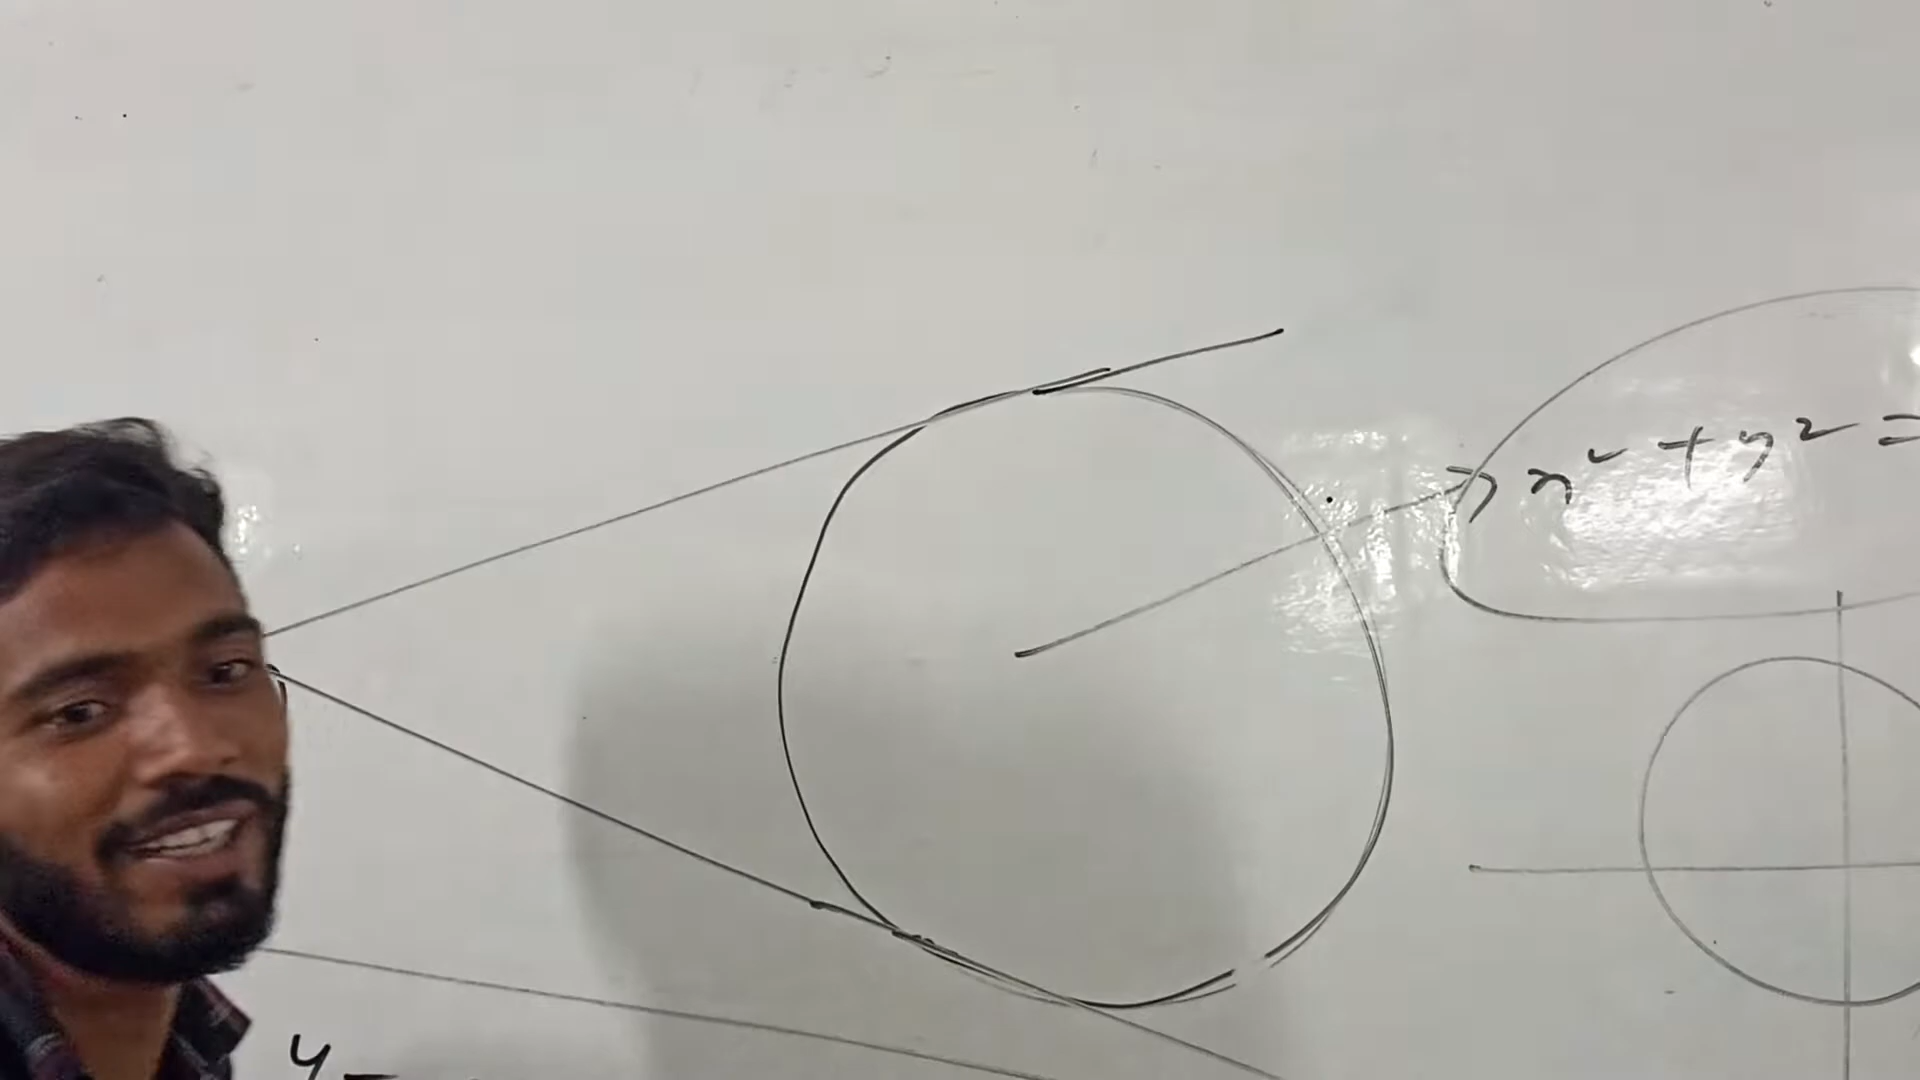 x² + y² =
y -